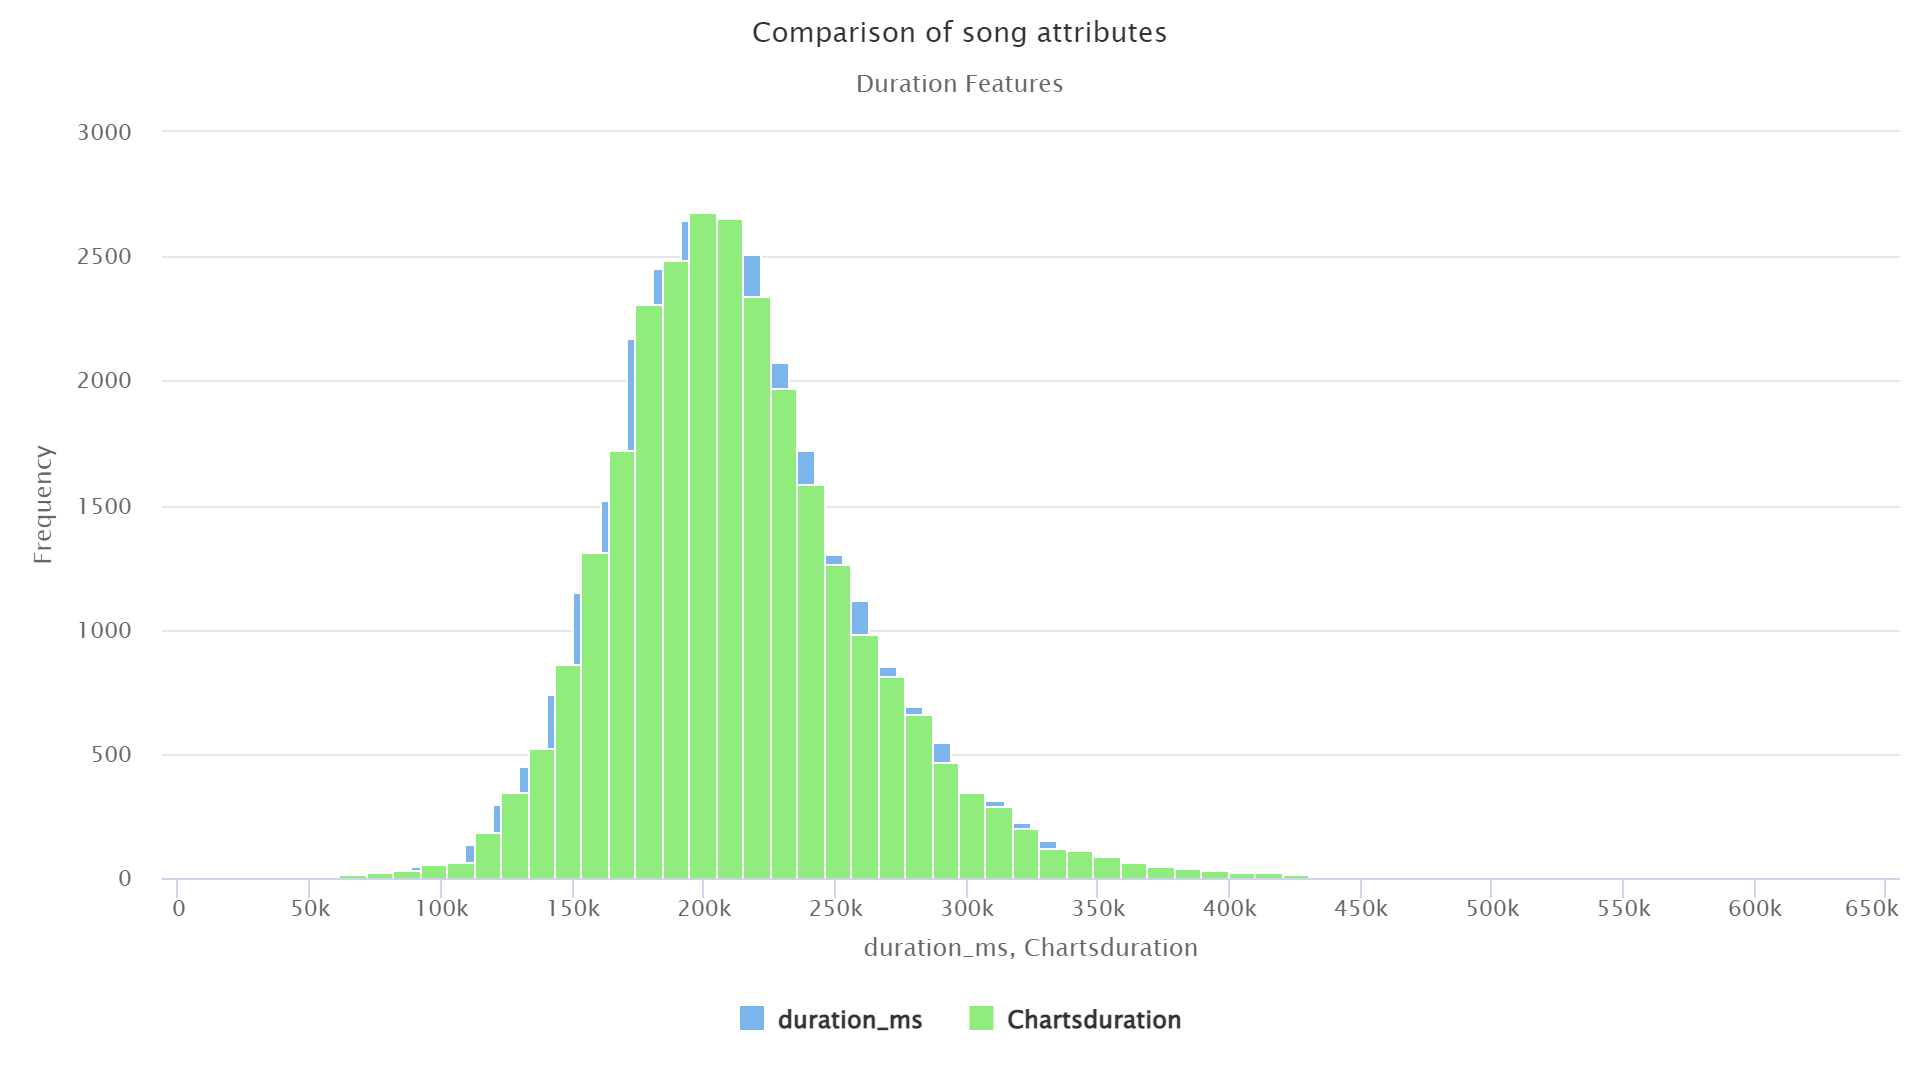 Comparison of song attributes
Duration Features
3000
2500
2000
1500
1000
500
0
Frequency
0 50k 100k 150k 200k 250k 300k 350k 400k 450k 500k 550k 600k 650k
duration_ms, Chartsduration
duration_ms Chartsduration